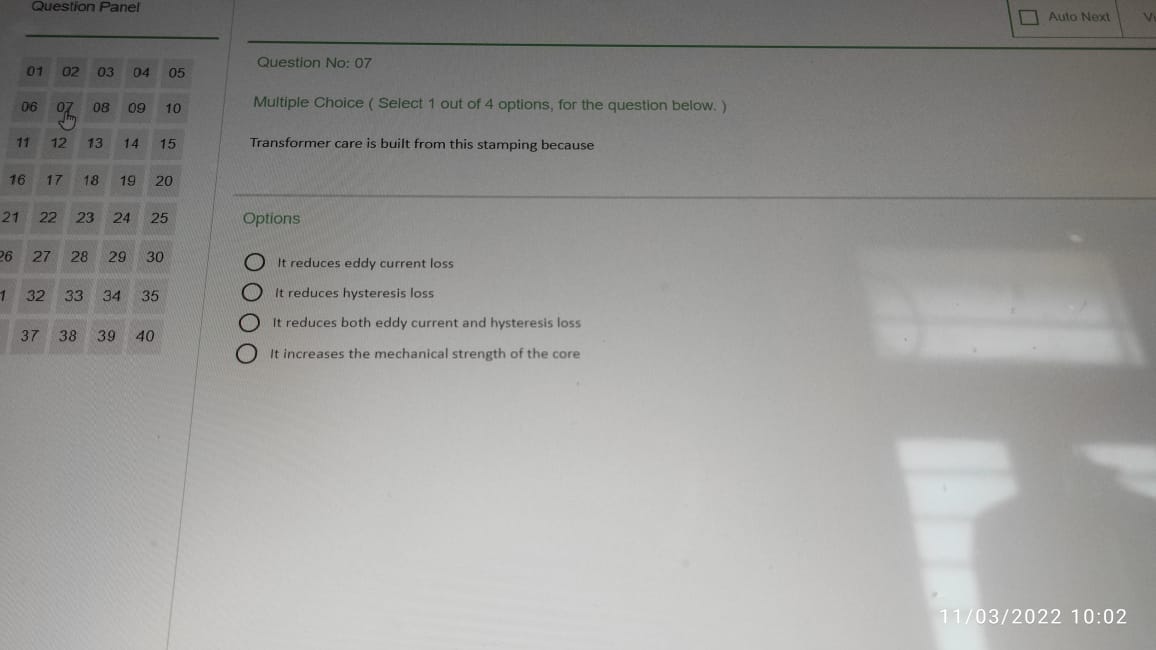 Question Panel
Auto Next
01 02 03 04 05
06 07 08 09 10
11 12 13 14 15
16 17 18 19 20
21 22 23 24 25
26 27 28 29 30
32 33 34 35
37 38 39 40
Question No: 07
Multiple Choice ( Select 1 out of 4 options, for the question below. )
Transformer care is built from this stamping because
Options
It reduces eddy current loss
It reduces hysteresis loss
It reduces both eddy current and hysteresis loss
It increases the mechanical strength of the core
11/03/2022 10:02